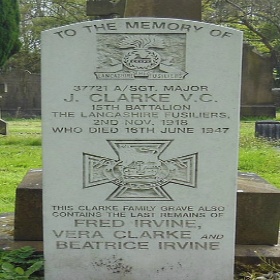 TO THE MEMORY OF
LANCASHIRE FUSILIERS
37721 A/SGT. MAJOR
J. CLARKE V.C.
15TH BATTALION
THE LANCASHIRE FUSILIERS,
2ND NOV. 1918
WHO DIED 16TH JUNE 1947
THIS CLARKE FAMILY GRAVE ALSO
CONTAINS THE LAST REMAINS OF
FRED IRVINE,
VERA CLARKE AND
BEATRICE IRVINE